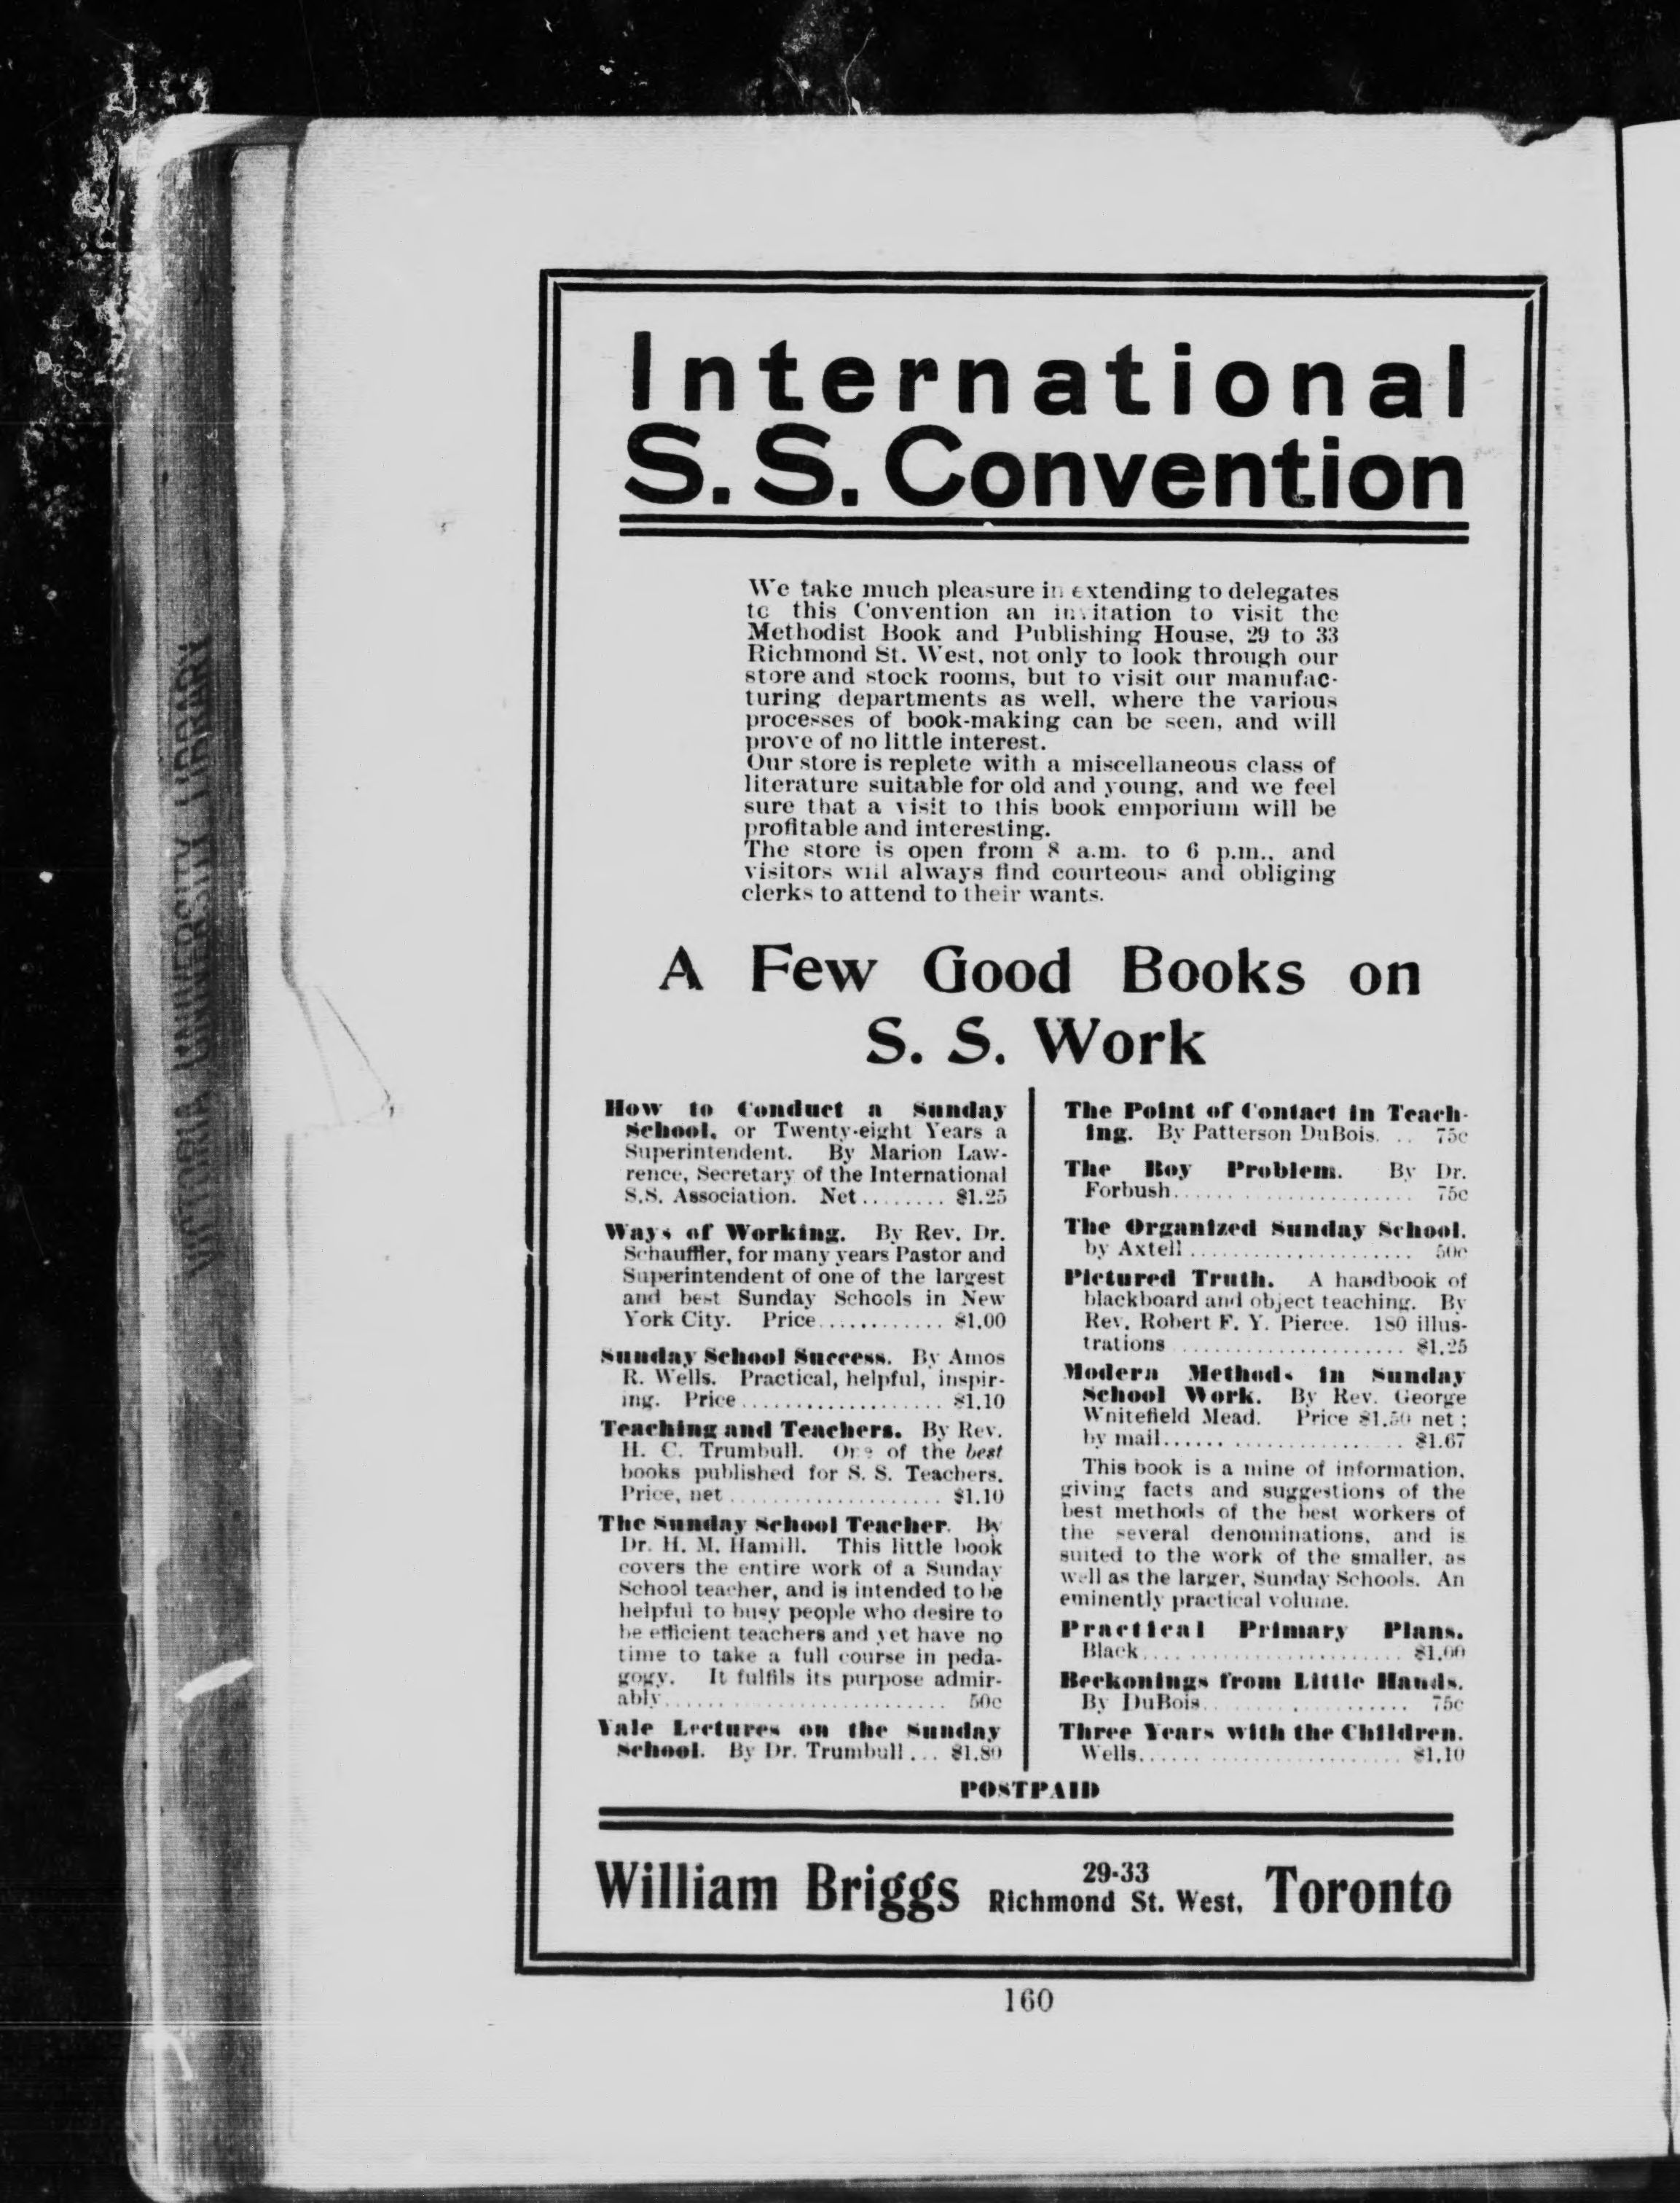 International
S. S. Convention
We take much pleasure in extending to delegates
to this Convention an invitation to visit the
Methodist Book and Publishing House, 29 to 33
Richmond St. West, not only to look through our
store and stock rooms, but to visit our manufac-
turing departments as well, where the various
processes of book-making can be seen, and will
prove of no little interest.
Our store is replete with a miscellaneous class of
literature suitable for old and young, and we feel
sure that a visit to this book emporium will be
profitable and interesting.
The store is open from 8 a.m. to 6 p.m., and
visitors will always find courteous and obliging
clerks to attend to their wants.
A Few Good Books on
S. S. Work
How to Conduct a Sunday
School, or Twenty-eight Years a
Superintendent. By Marion Law-
rence, Secretary of the International
S.S. Association. Net ........ $1.25
Ways of Working. By Rev. Dr.
Schauffler, for many years Pastor and
Superintendent of one of the largest
and best Sunday Schools in New
York City. Price ............ $1.00
Sunday School Success. By Amos
R. Wells. Practical, helpful, inspir-
ing. Price ................... $1.10
Teaching and Teachers. By Rev.
H. C. Trumbull. One of the best
books published for S. S. Teachers.
Price, net .................... $1.10
The Sunday School Teacher. By
Dr. H. M. Hamill. This little book
covers the entire work of a Sunday
School teacher, and is intended to be
helpful to busy people who desire to
be efficient teachers and yet have no
time to take a full course in peda-
gogy. It fulfils its purpose admir-
ably ........................... 50c
Yale Lectures on the Sunday
School. By Dr. Trumbull ... $1.80
The Point of Contact in Teach-
ing. By Patterson DuBois. .. 75c
The Boy Problem. By Dr.
Forbush ....................... 75c
The Organized Sunday School.
by Axtell ..................... 50c
Pictured Truth. A handbook of
blackboard and object teaching. By
Rev. Robert F. Y. Pierce. 180 illus-
trations ...................... $1.25
Modern Methods in Sunday
School Work. By Rev. George
Whitefield Mead. Price $1.50 net;
by mail ........................ $1.67
This book is a mine of information,
giving facts and suggestions of the
best methods of the best workers of
the several denominations, and is
suited to the work of the smaller, as
well as the larger, Sunday Schools. An
eminently practical volume.
Practical Primary Plans.
Black .......................... $1.00
Beckonings from Little Hands.
By DuBois ..................... 75c
Three Years with the Children.
Wells .......................... $1.10
POSTPAID
William Briggs 29-33 Richmond St. West, Toronto
160
VICTORIA UNIVERSITY LIBRARY